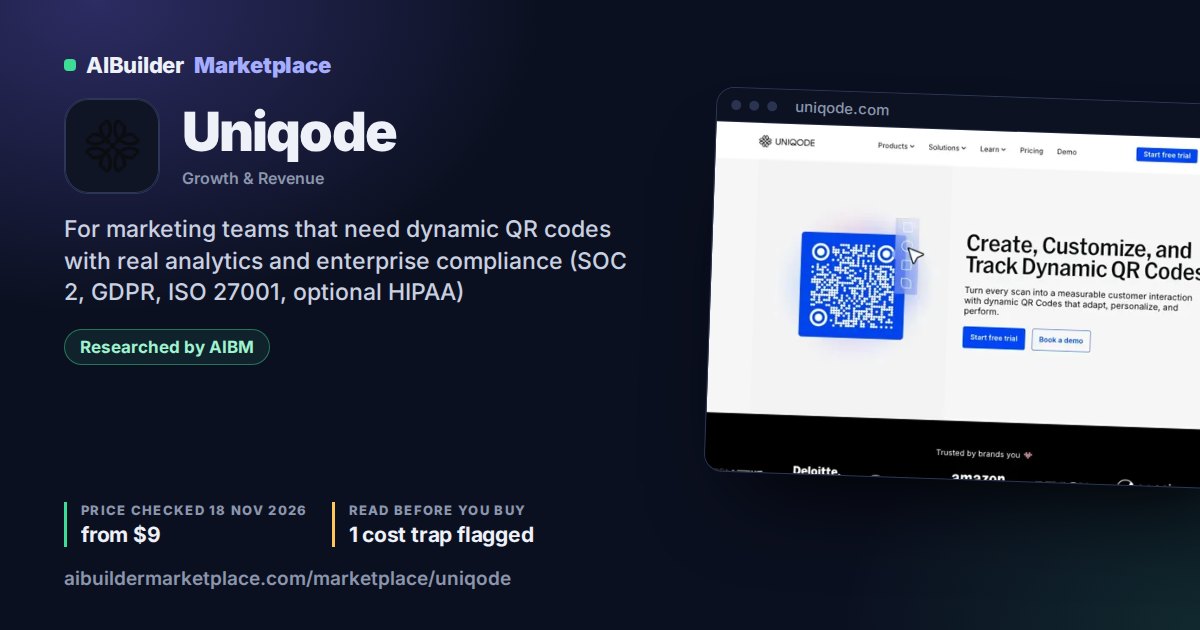 AIBuilder Marketplace
Uniqode
Growth & Revenue
For marketing teams that need dynamic QR codes
with real analytics and enterprise compliance (SOC
2, GDPR, ISO 27001, optional HIPAA)
Researched by AIBM
PRICE CHECKED 18 NOV 2026
from $9
READ BEFORE YOU BUY
1 cost trap flagged
aibuildermarketplace.com/marketplace/uniqode
uniqode.com
UNIQODE
Products
Solutions
Learn
Pricing
Demo
Start free trial
Create, Customize, and
Track Dynamic QR Codes
Turn every scan into a measurable customer interaction
with dynamic QR Codes that adapt, personalize, and
perform.
Start free trial
Book a demo
Trusted by brands you
Deloitte.
amazon